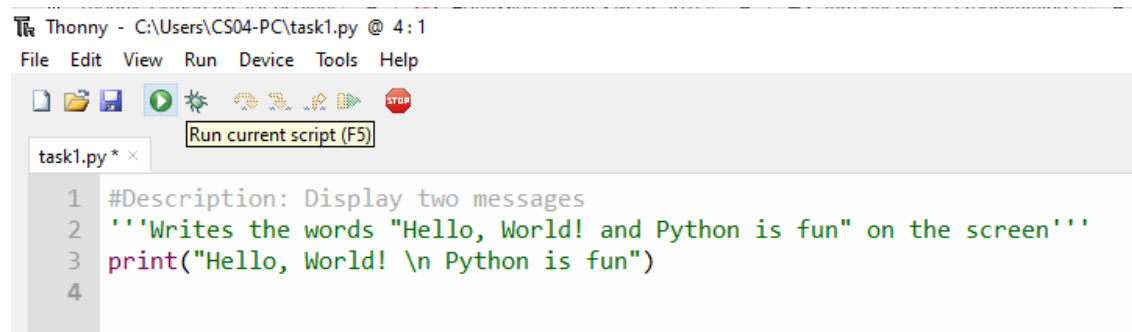 Thonny - C:\Users\CS04-PC\task1.py @ 4:1
File Edit View Run Device Tools Help
STOP
Run current script (F5)
task1.py * ×
1 #Description: Display two messages
2 '''Writes the words "Hello, World! and Python is fun" on the screen'''
3 print("Hello, World! \n Python is fun")
4